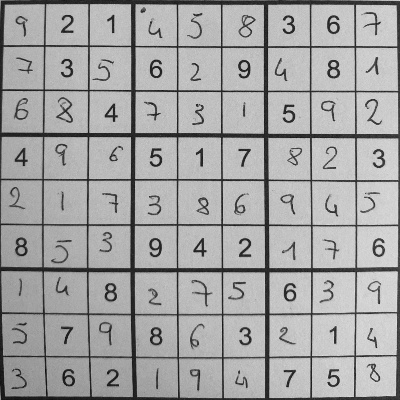 9 2 1 4 5 8 3 6 7
7 3 5 6 2 9 4 8 1
6 8 4 7 3 1 5 9 2
4 9 6 5 1 7 8 2 3
2 1 7 3 8 6 9 4 5
8 5 3 9 4 2 1 7 6
1 4 8 2 7 5 6 3 9
5 7 9 8 6 3 2 1 4
3 6 2 1 9 4 7 5 8